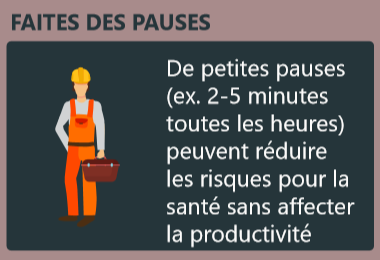 FAITES DES PAUSES
De petites pauses
(ex. 2-5 minutes
toutes les heures)
peuvent réduire
les risques pour la
santé sans affecter
la productivité